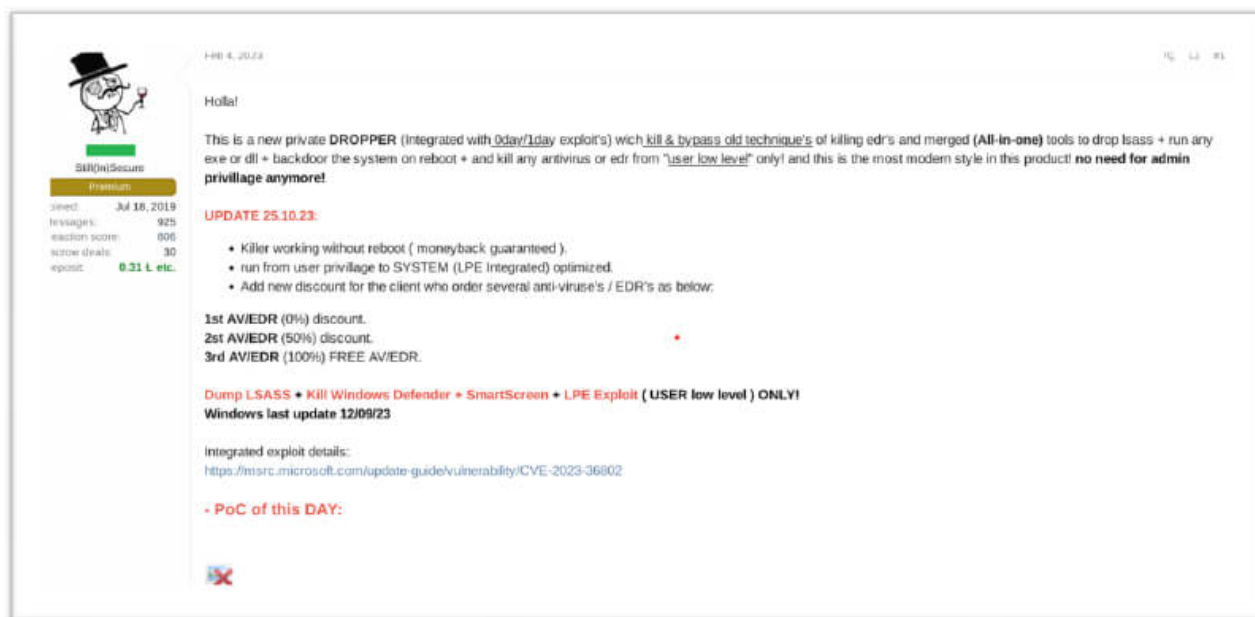 Feb 4, 2023
#1
Holla!
This is a new private DROPPER (Integrated with 0day/1day exploit's) wich kill & bypass old technique's of killing edr's and merged (All-in-one) tools to drop lsass + run any
exe or dll + backdoor the system on reboot + and kill any antivirus or edr from "user low level" only! and this is the most modern style in this product! no need for admin
privillage anymore!
Still(in)Secure
Premium
Jul 18, 2019
925
806
30
0.31 Ł etc.
UPDATE 25.10.23:
• Killer working without reboot ( moneyback guaranteed ).
• run from user privillage to SYSTEM (LPE Integrated) optimized.
• Add new discount for the client who order several anti-viruse's / EDR's as below:
1st AV/EDR (0%) discount.
2st AV/EDR (50%) discount.
3rd AV/EDR (100%) FREE AV/EDR.
Dump LSASS + Kill Windows Defender + SmartScreen + LPE Exploit ( USER low level ) ONLY!
Windows last update 12/09/23
Integrated exploit details:
https://msrc.microsoft.com/update-guide/vulnerability/CVE-2023-36802
- PoC of this DAY: